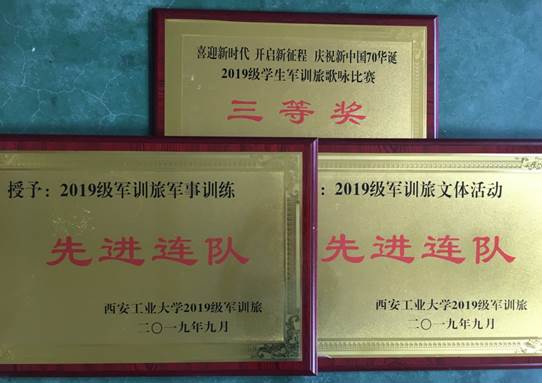 喜迎新时代 开启新征程 庆祝新中国70华诞
2019级学生军训旅歌咏比赛
三等奖
授予：2019级军训旅军事训练
先进连队
西安工业大学2019级军训旅
二〇一九年九月
：2019级军训旅文体活动
先进连队
西安工业大学2019级军训旅
二〇一九年九月